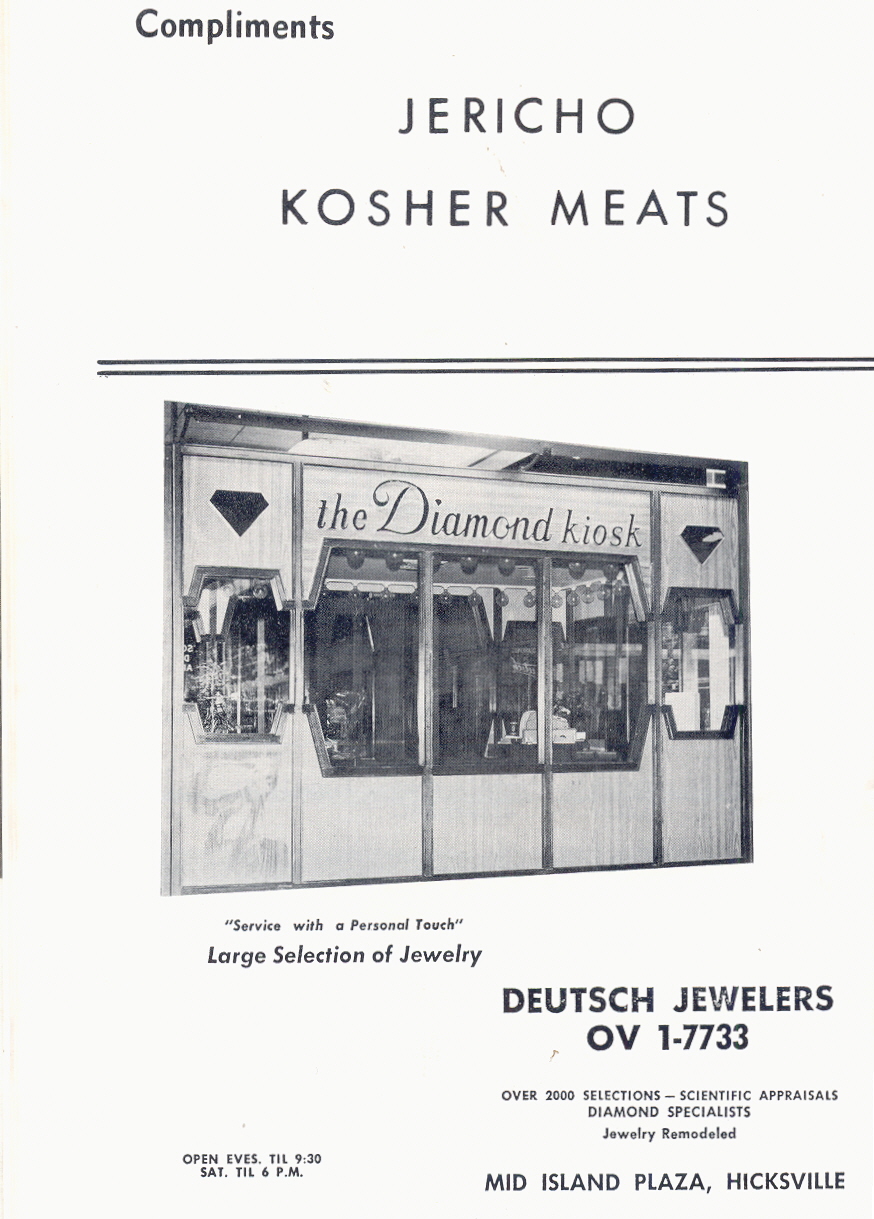 Compliments
JERICHO
KOSHER MEATS
the Diamond kiosk
"Service with a Personal Touch"
Large Selection of Jewelry
DEUTSCH JEWELERS
OV 1-7733
OVER 2000 SELECTIONS — SCIENTIFIC APPRAISALS
DIAMOND SPECIALISTS
Jewelry Remodeled
OPEN EVES. TIL 9:30
SAT. TIL 6 P.M.
MID ISLAND PLAZA, HICKSVILLE